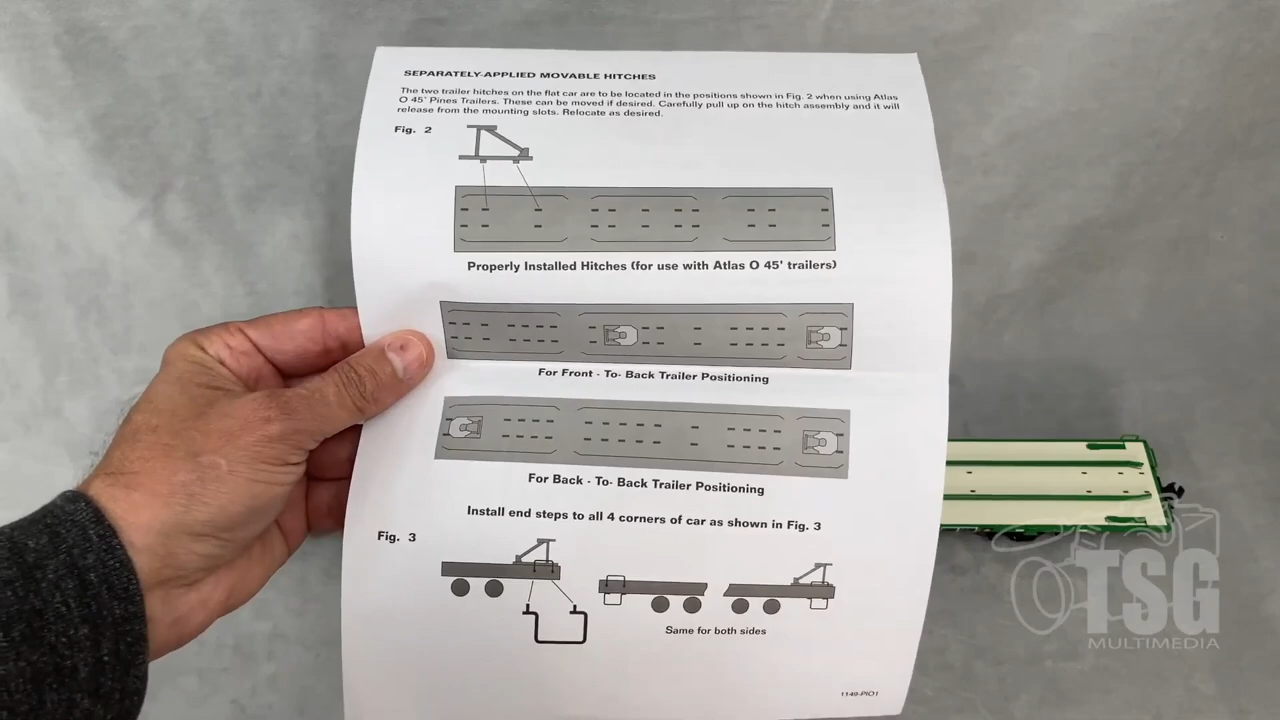 SEPARATELY-APPLIED MOVABLE HITCHES
The two trailer hitches on the flat car are to be located in the positions shown in Fig. 2 when using Atlas
O 45' Pines Trailers. These can be moved if desired. Carefully pull up on the hitch assembly and it will
release from the mounting slots. Relocate as desired.
Fig. 2
Properly Installed Hitches (for use with Atlas O 45' trailers)
For Front - To- Back Trailer Positioning
For Back - To- Back Trailer Positioning
Install end steps to all 4 corners of car as shown in Fig. 3
Fig. 3
Same for both sides
1149-PIO1
TSG
MULTIMEDIA